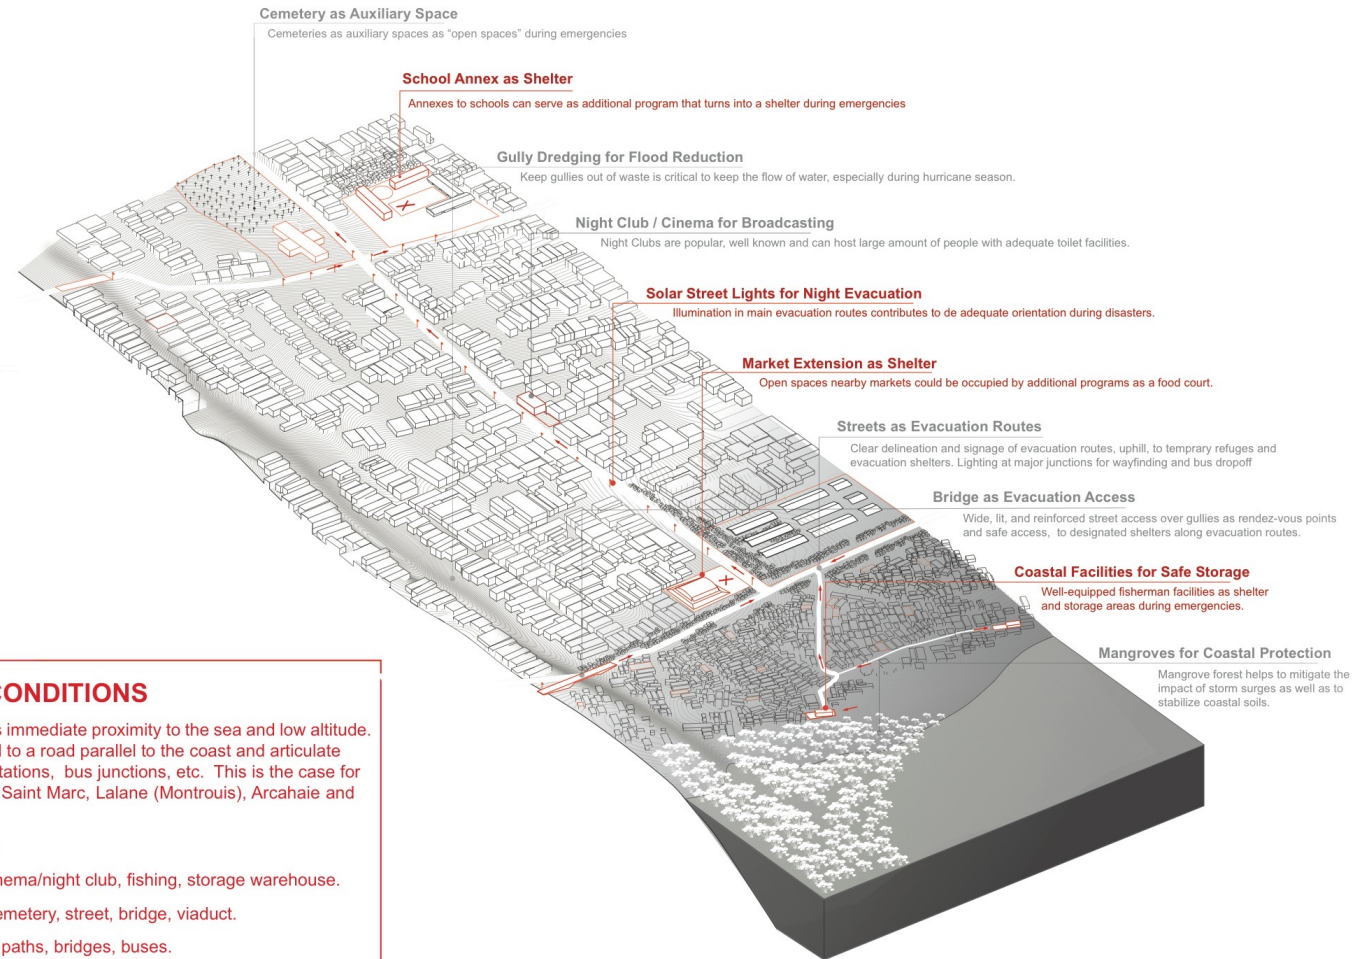 Cemetery as Auxiliary Space
Cemeteries as auxiliary spaces as “open spaces” during emergencies
School Annex as Shelter
Annexes to schools can serve as additional program that turns into a shelter during emergencies
Gully Dredging for Flood Reduction
Keep gullies out of waste is critical to keep the flow of water, especially during hurricane season.
Night Club / Cinema for Broadcasting
Night Clubs are popular, well known and can host large amount of people with adequate toilet facilities.
Solar Street Lights for Night Evacuation
Illumination in main evacuation routes contributes to de adequate orientation during disasters.
Market Extension as Shelter
Open spaces nearby markets could be occupied by additional programs as a food court.
Streets as Evacuation Routes
Clear delineation and signage of evacuation routes, uphill, to temprary refuges and
evacuation shelters. Lighting at major junctions for wayfinding and bus dropoff
Bridge as Evacuation Access
Wide, lit, and reinforced street access over gullies as rendez-vous points
and safe access, to designated shelters along evacuation routes.
Coastal Facilities for Safe Storage
Well-equipped fisherman facilities as shelter
and storage areas during emergencies.
Mangroves for Coastal Protection
Mangrove forest helps to mitigate the
impact of storm surges as well as to
stabilize coastal soils.
CONDITIONS
s immediate proximity to the sea and low altitude.
to a road parallel to the coast and articulate
tations, bus junctions, etc. This is the case for
Saint Marc, Lalane (Montrouis), Arcahaie and
nema/night club, fishing, storage warehouse.
emetery, street, bridge, viaduct.
paths, bridges, buses.